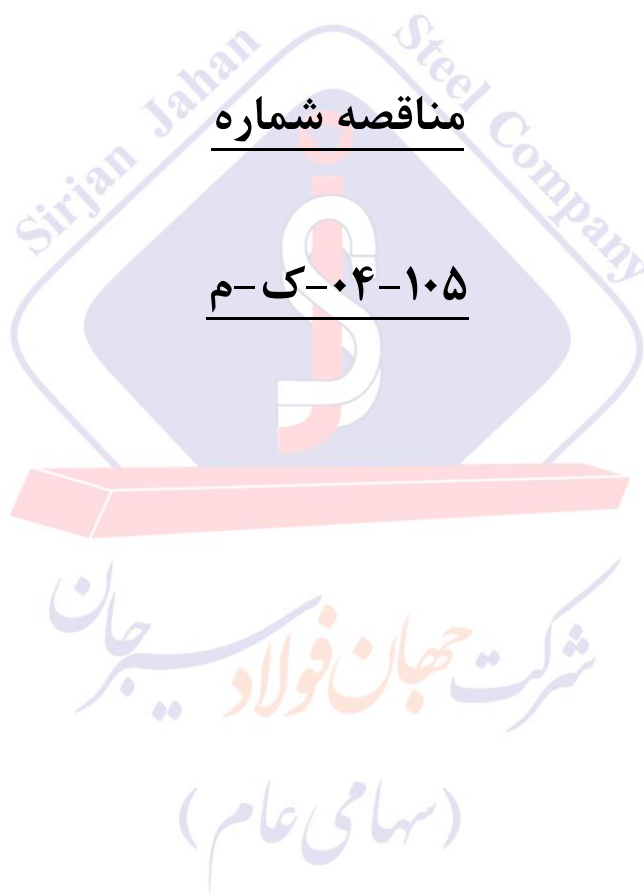 Sirjan Jahan Steel Company
مناقصه شماره
۱۰۵-۰۴-ک-م
شرکت جهان فولاد سیرجان
(سهامی عام)